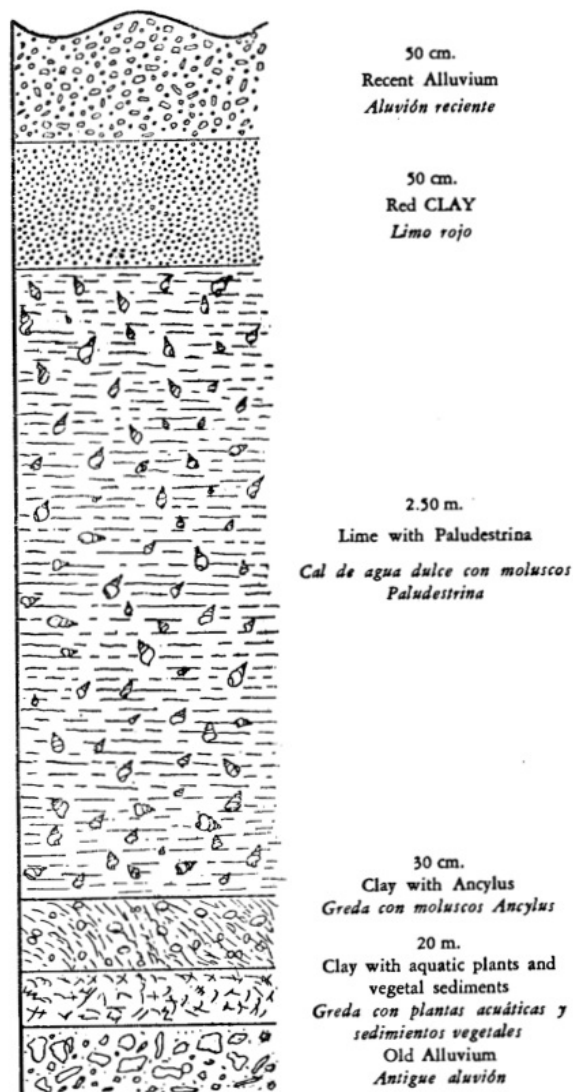 50 cm.
Recent Alluvium
Aluvión reciente
50 cm.
Red CLAY
Limo rojo
2.50 m.
Lime with Paludestrina
Cal de agua dulce con moluscos
Paludestrina
30 cm.
Clay with Ancylus
Greda con moluscos Ancylus
20 m.
Clay with aquatic plants and
vegetal sediments
Greda con plantas acuáticas y
sedimientos vegetales
Old Alluvium
Antigue aluvión